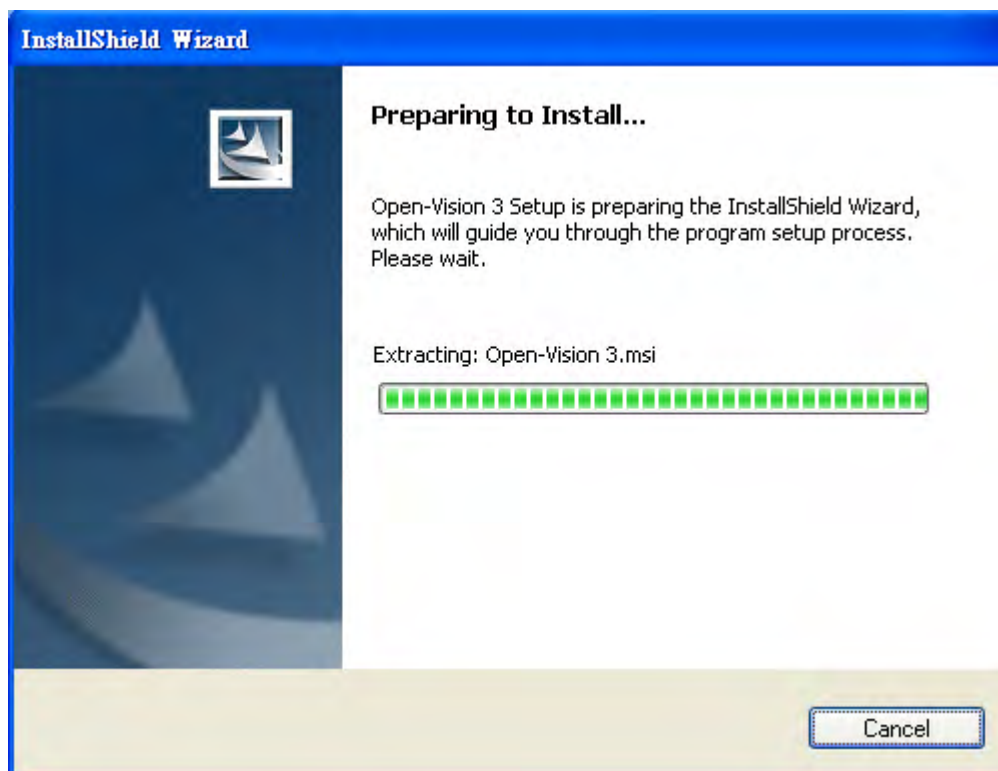 InstallShield Wizard
Preparing to Install...
Open-Vision 3 Setup is preparing the InstallShield Wizard,
which will guide you through the program setup process.
Please wait.
Extracting: Open-Vision 3.msi
Cancel